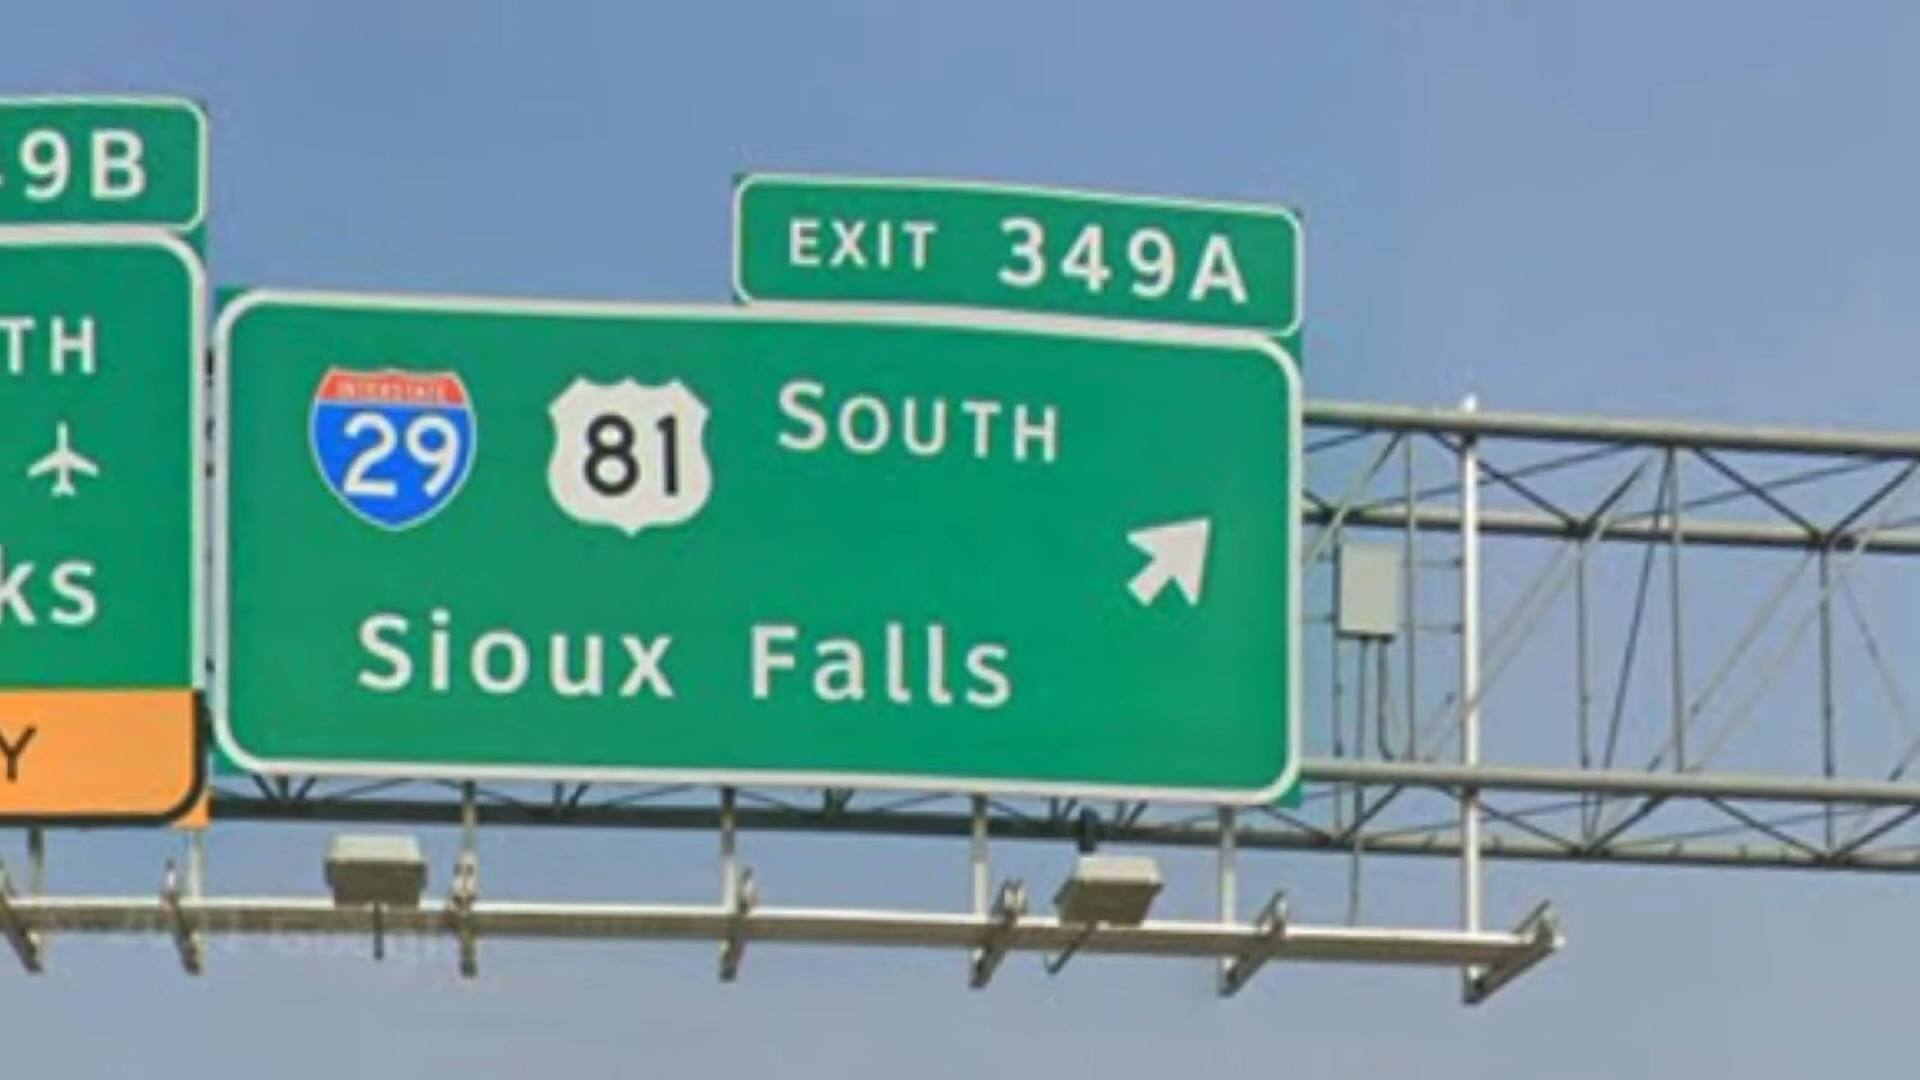 9B
TH
ks
Y
EXIT 349A
INTERSTATE
29
81
SOUTH
Sioux Falls